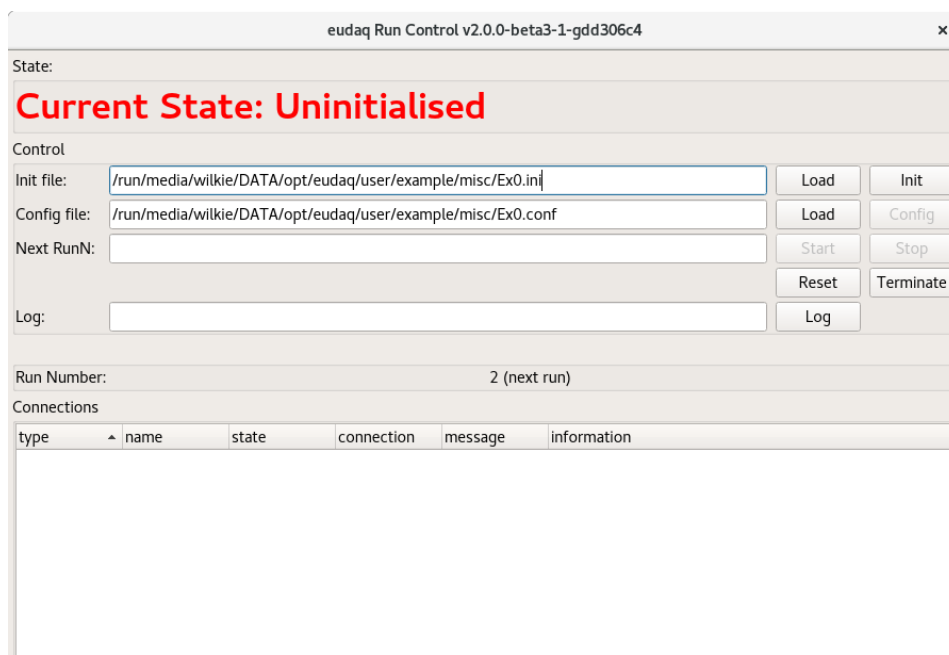 eudaq Run Control v2.0.0-beta3-1-gdd306c4
State:
Current State: Uninitialised
Control
Init file: /run/media/wilkie/DATA/opt/eudaq/user/example/misc/Ex0.ini Load Init
Config file: /run/media/wilkie/DATA/opt/eudaq/user/example/misc/Ex0.conf Load Config
Next RunN: Start Stop
Reset Terminate
Log: Log
Run Number: 2 (next run)
Connections
type name state connection message information